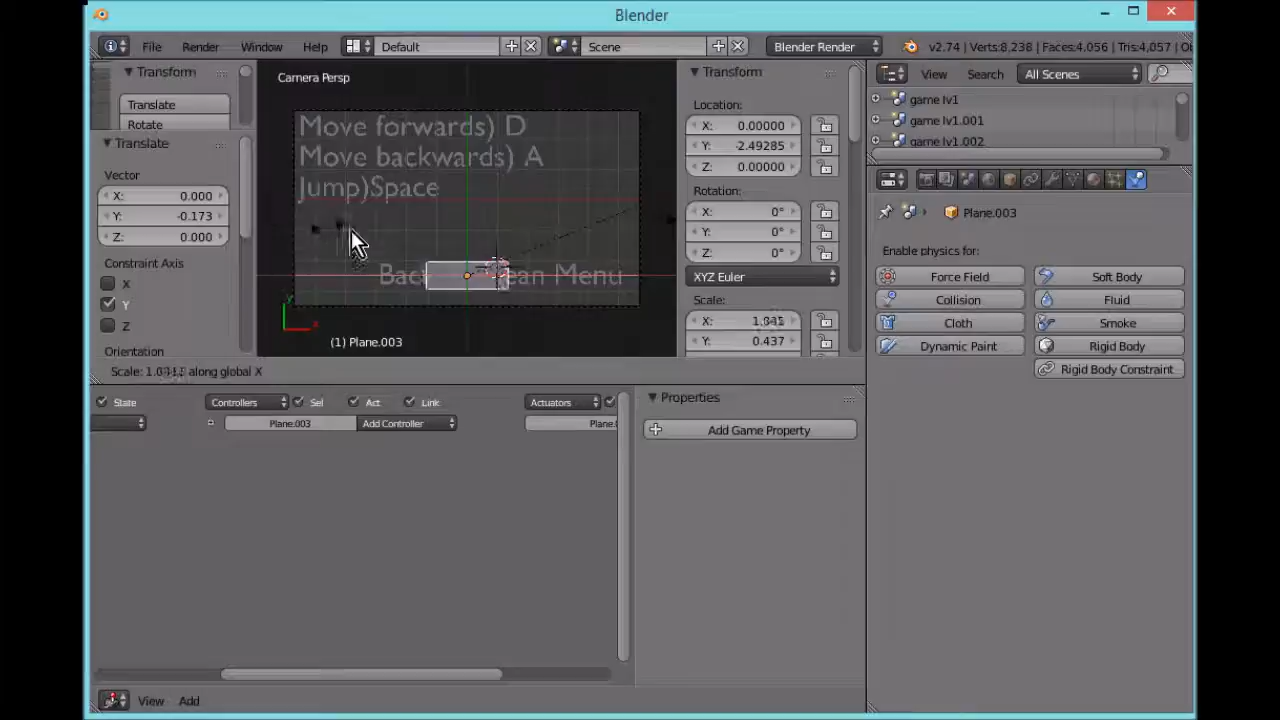 Blender
File Render Window Help Default Scene Blender Render v2.74 | Verts:8,238 | Faces:4,056 | Tris:4,057 |
Transform
Translate
Rotate
Translate
Vector
X: 0.000
Y: -0.173
Z: 0.000
Constraint Axis
X
Y
Z
Orientation
Camera Persp
Move forwards) D
Move backwards) A
Jump)Space
Menu
(1) Plane.003
y
x
Transform
Location:
X: 0.00000
Y: -2.49285
Z: 0.00000
Rotation:
X: 0°
Y: 0°
Z: 0°
XYZ Euler
Scale:
X:
Y: 0.437
View Search All Scenes
game lv1
game lv1.001
game lv1.002
Plane.003
Enable physics for:
Force Field Soft Body
Collision Fluid
Cloth Smoke
Dynamic Paint Rigid Body
Rigid Body Constraint
Scale: along global X
State Controllers Sel Act Link Actuators
Plane.003 Add Controller
Properties
Add Game Property
View Add